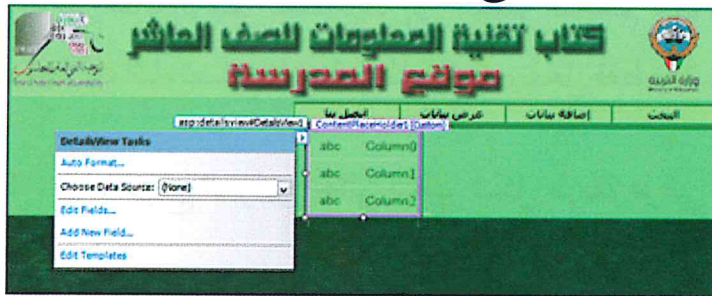 كتاب تقنية المعلومات للصف العاشر
موقع المدرسة
وزارة التربية
البحث
إضافة بيانات
عرض بيانات
اتصل بنا
asp:detailsview#DetailsView1
ContentPlaceHolder1 (Custom)
DetailsView Tasks
Auto Format...
Choose Data Source: (None)
Edit Fields...
Add New Field...
Edit Templates
abc Column0
abc Column1
abc Column2